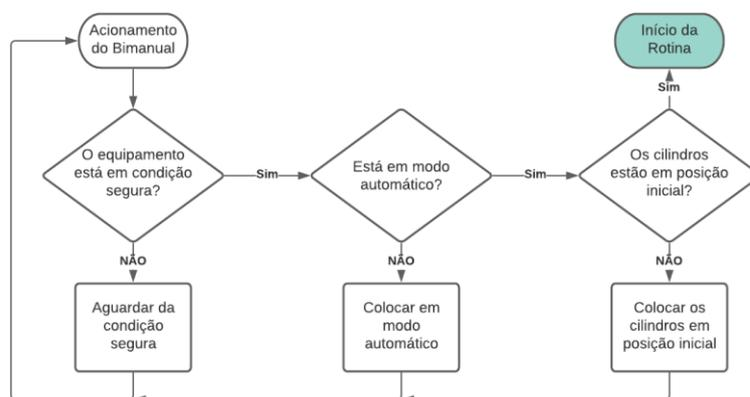 Acionamento
do Bimanual
Início da
Rotina
Sim
O equipamento
está em condição
segura?
Sim
Está em modo
automático?
Sim
Os cilindros
estão em posição
inicial?
NÃO
NÃO
NÃO
Aguardar da
condição
segura
Colocar em
modo
automático
Colocar os
cilindros em
posição inicial